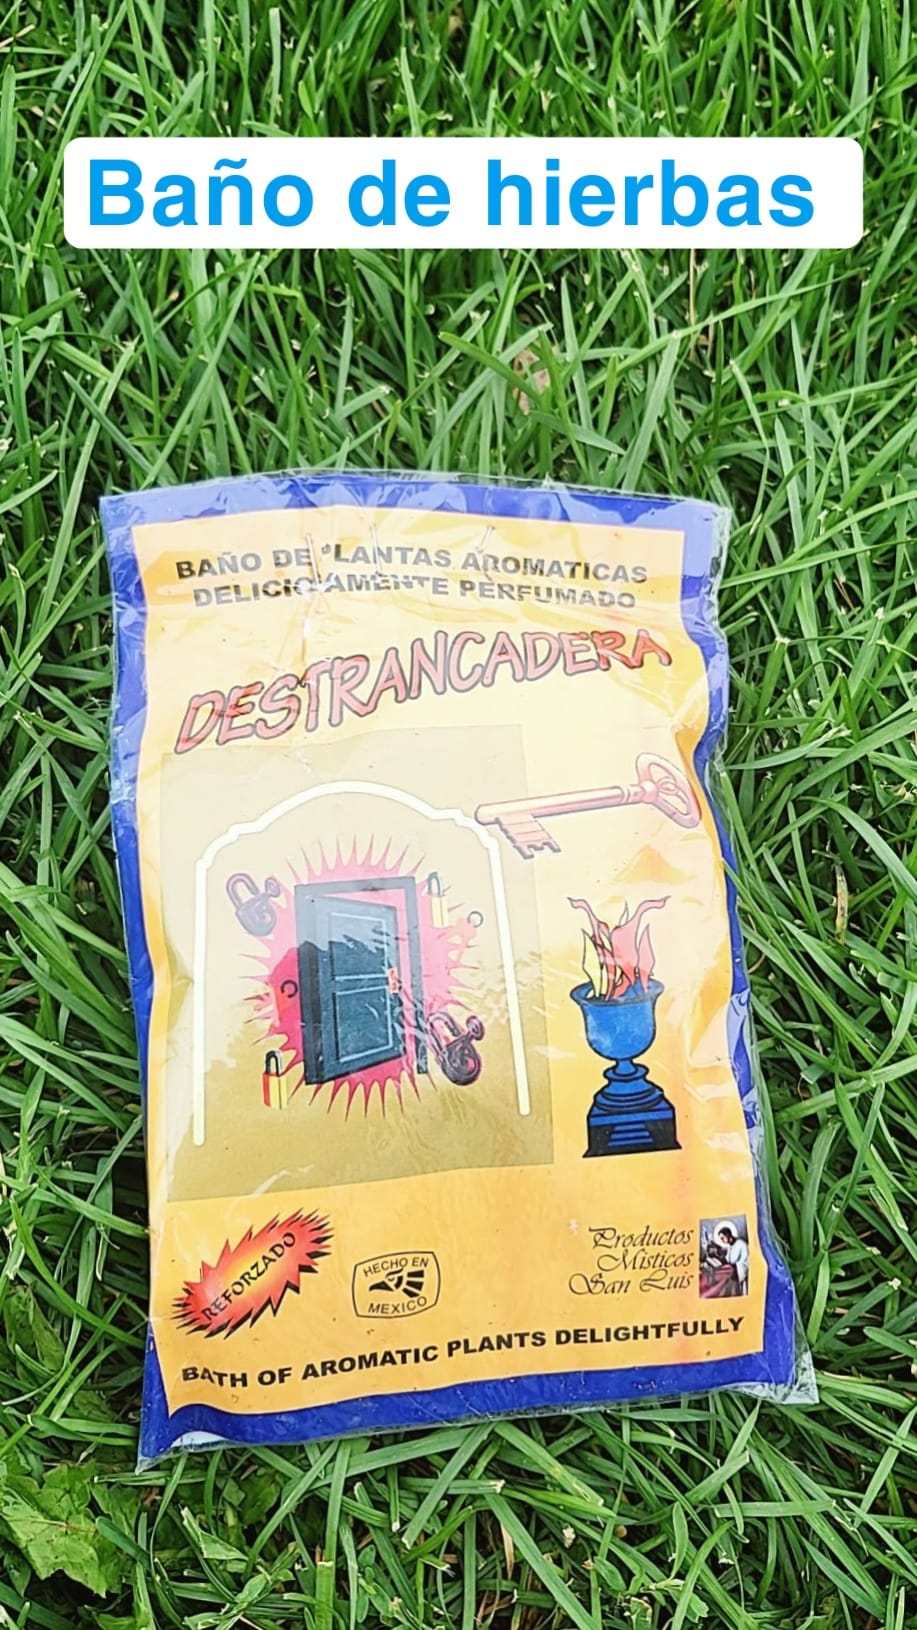 Baño de hierbas
BAÑO DE PLANTAS AROMATICAS
DELICIOSAMENTE PERFUMADO
DESTRANCADERA
REFORZADO
HECHO EN
MEXICO
Productos
Misticos
San Luis
BATH OF AROMATIC PLANTS DELIGHTFULLY